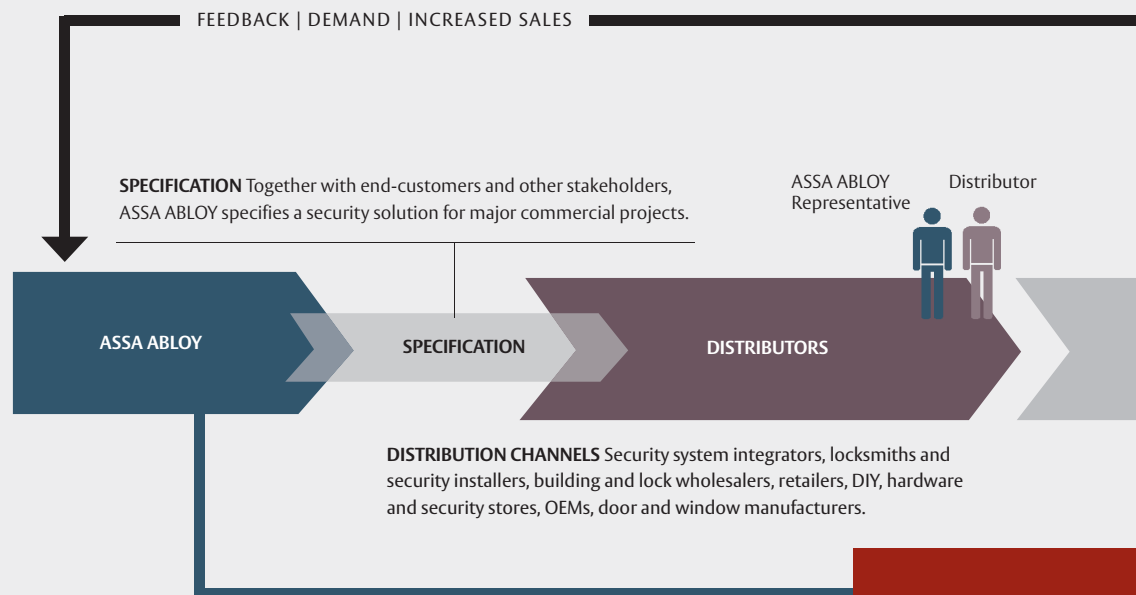 FEEDBACK | DEMAND | INCREASED SALES
SPECIFICATION Together with end-customers and other stakeholders,
ASSA ABLOY specifies a security solution for major commercial projects.
ASSA ABLOY
Representative
Distributor
ASSA ABLOY
SPECIFICATION
DISTRIBUTORS
DISTRIBUTION CHANNELS Security system integrators, locksmiths and
security installers, building and lock wholesalers, retailers, DIY, hardware
and security stores, OEMs, door and window manufacturers.